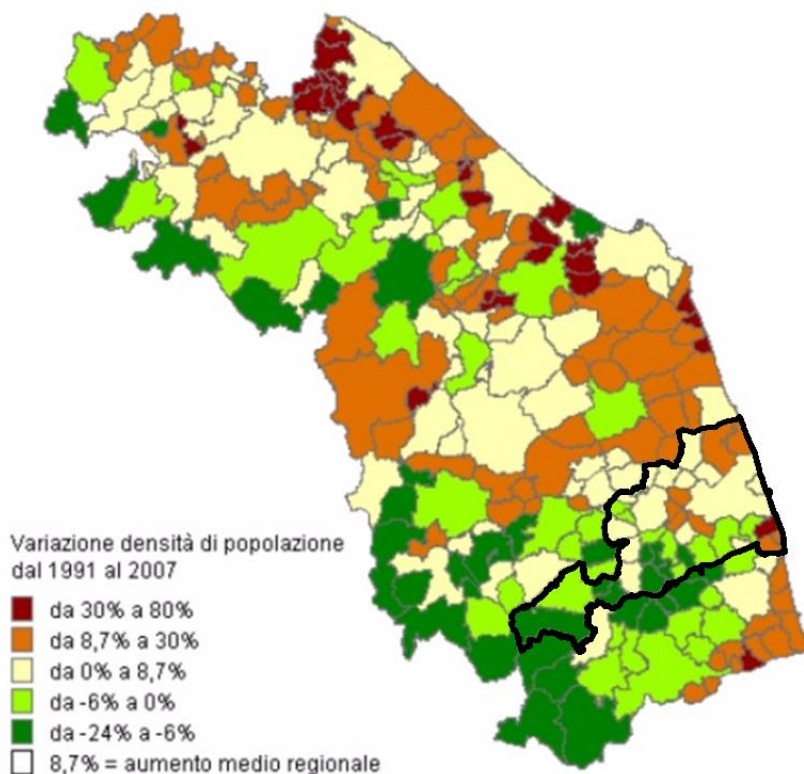 Variazione densità di popolazione
dal 1991 al 2007
da 30% a 80%
da 8,7% a 30%
da 0% a 8,7%
da -6% a 0%
da -24% a -6%
8,7% = aumento medio regionale